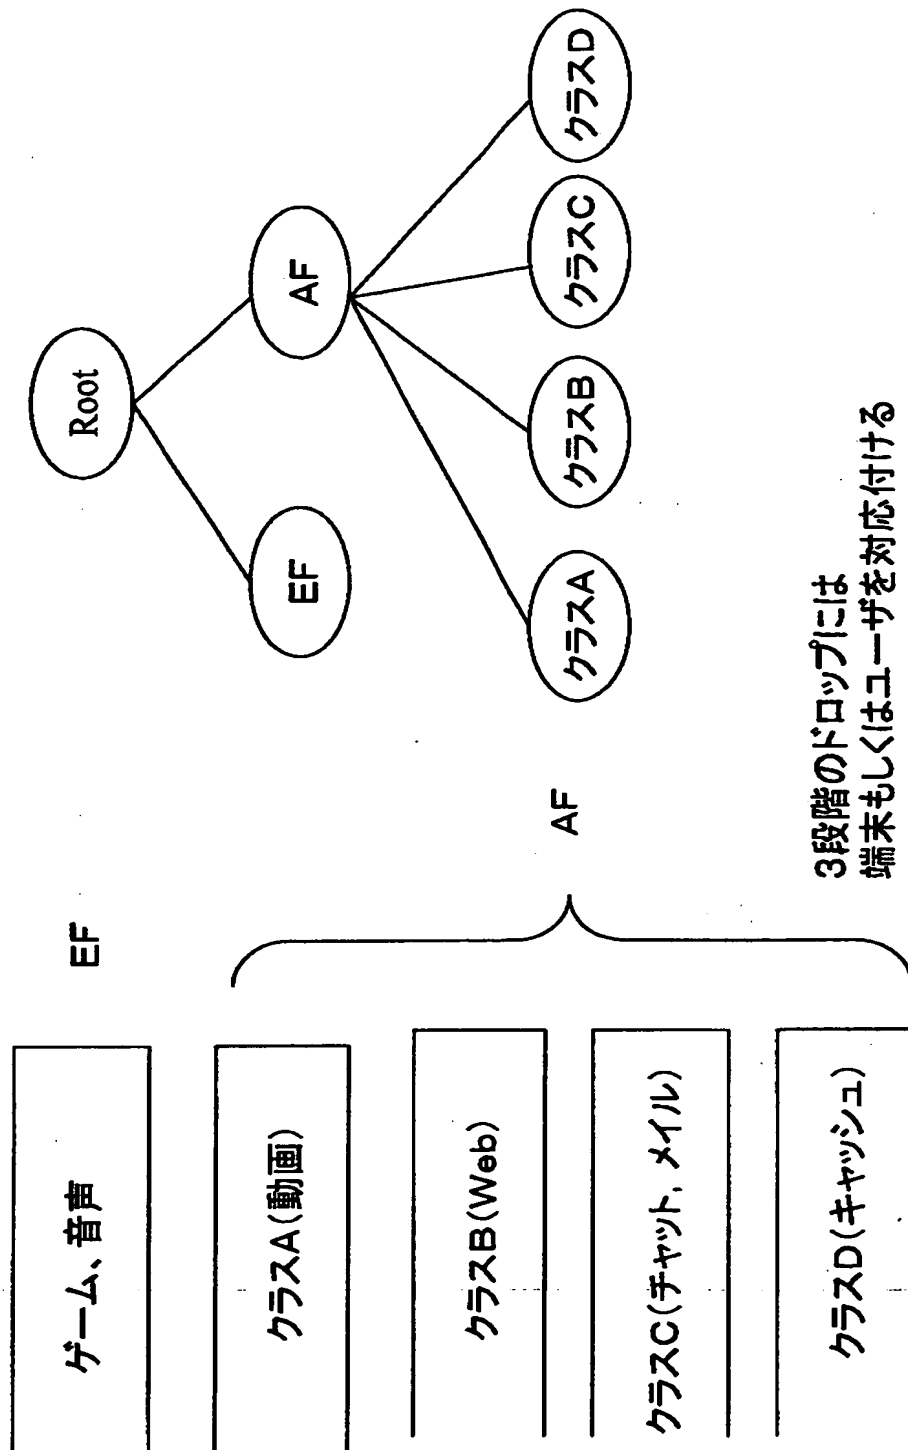 ゲーム、音声
EF
クラスA(動画)
クラスB(Web)
クラスC(チャット, メイル)
クラスD(キャッシュ)
AF
3段階のドロップには
端末もしくはユーザを対応付ける
Root
EF
AF
クラスA
クラスB
クラスC
クラスD